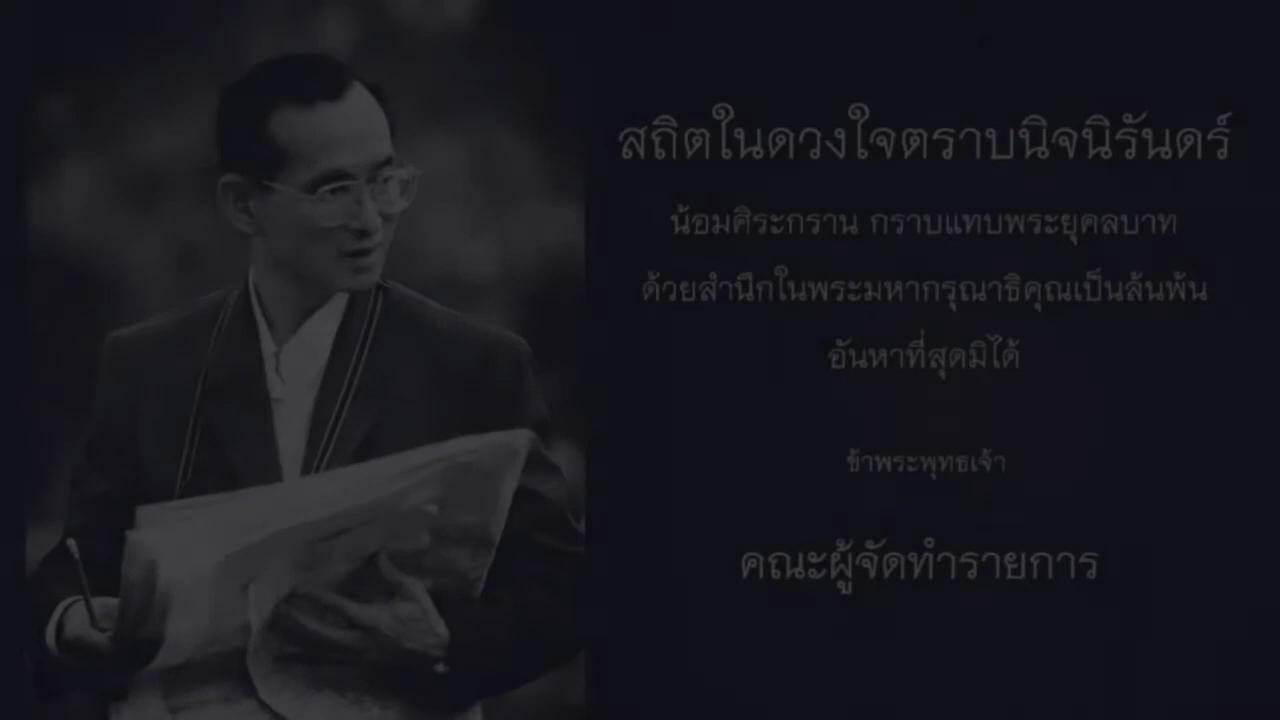 สถิตในดวงใจตราบนิจนิรันดร์
น้อมศิระกราน กราบแทบพระยุคลบาท
ด้วยสำนึกในพระมหากรุณาธิคุณเป็นล้นพ้น
อันหาที่สุดมิได้
ข้าพระพุทธเจ้า
คณะผู้จัดทำรายการ